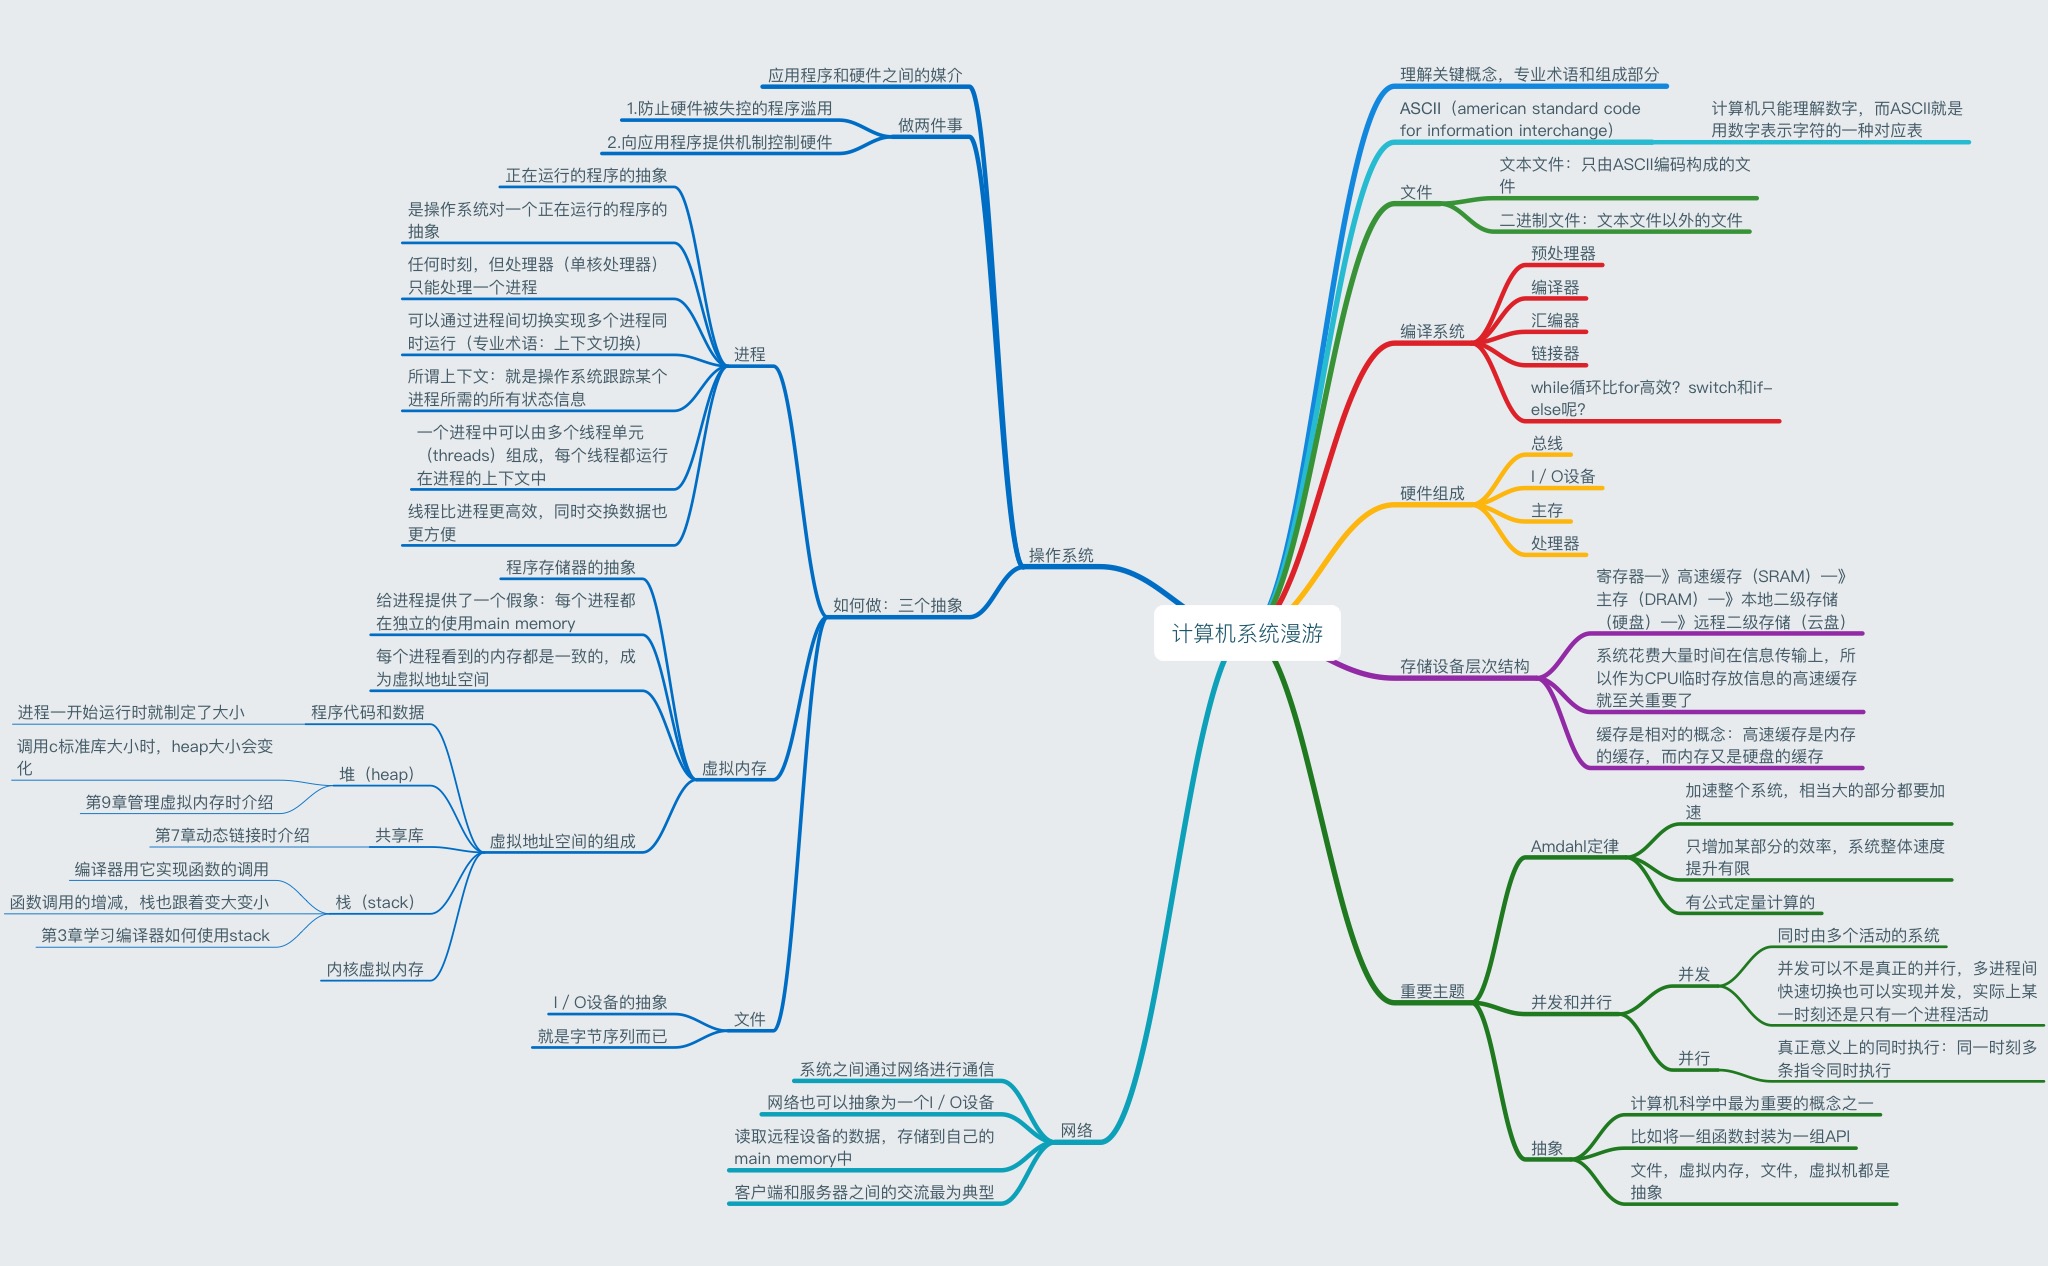 计算机系统漫游
理解关键概念，专业术语和组成部分
ASCII（american standard code
for information interchange）
计算机只能理解数字，而ASCII就是
用数字表示字符的一种对应表
文件
文本文件：只由ASCII编码构成的文
件
二进制文件：文本文件以外的文件
编译系统
预处理器
编译器
汇编器
链接器
while循环比for高效？switch和if-
else呢？
硬件组成
总线
I / O设备
主存
处理器
存储设备层次结构
寄存器—》高速缓存（SRAM）—》
主存（DRAM）—》本地二级存储
（硬盘）—》远程二级存储（云盘）
系统花费大量时间在信息传输上，所
以作为CPU临时存放信息的高速缓存
就至关重要了
缓存是相对的概念：高速缓存是内存
的缓存，而内存又是硬盘的缓存
重要主题
Amdahl定律
加速整个系统，相当大的部分都要加
速
只增加某部分的效率，系统整体速度
提升有限
有公式定量计算的
并发和并行
并发
同时由多个活动的系统
并发可以不是真正的并行，多进程间
快速切换也可以实现并发，实际上某
一时刻还是只有一个进程活动
并行
真正意义上的同时执行：同一时刻多
条指令同时执行
抽象
计算机科学中最为重要的概念之一
比如将一组函数封装为一组API
文件，虚拟内存，文件，虚拟机都是
抽象
操作系统
应用程序和硬件之间的媒介
做两件事
1.防止硬件被失控的程序滥用
2.向应用程序提供机制控制硬件
如何做：三个抽象
进程
正在运行的程序的抽象
是操作系统对一个正在运行的程序的
抽象
任何时刻，但处理器（单核处理器）
只能处理一个进程
可以通过进程间切换实现多个进程同
时运行（专业术语：上下文切换）
所谓上下文：就是操作系统跟踪某个
进程所需的所有状态信息
一个进程中可以由多个线程单元
（threads）组成，每个线程都运行
在进程的上下文中
线程比进程更高效，同时交换数据也
更方便
虚拟内存
程序存储器的抽象
给进程提供了一个假象：每个进程都
在独立的使用main memory
每个进程看到的内存都是一致的，成
为虚拟地址空间
虚拟地址空间的组成
程序代码和数据
进程一开始运行时就制定了大小
堆（heap）
调用c标准库大小时，heap大小会变
化
第9章管理虚拟内存时介绍
共享库
第7章动态链接时介绍
栈（stack）
编译器用它实现函数的调用
函数调用的增减，栈也跟着变大变小
第3章学习编译器如何使用stack
内核虚拟内存
文件
I / O设备的抽象
就是字节序列而已
网络
系统之间通过网络进行通信
网络也可以抽象为一个I / O设备
读取远程设备的数据，存储到自己的
main memory中
客户端和服务器之间的交流最为典型